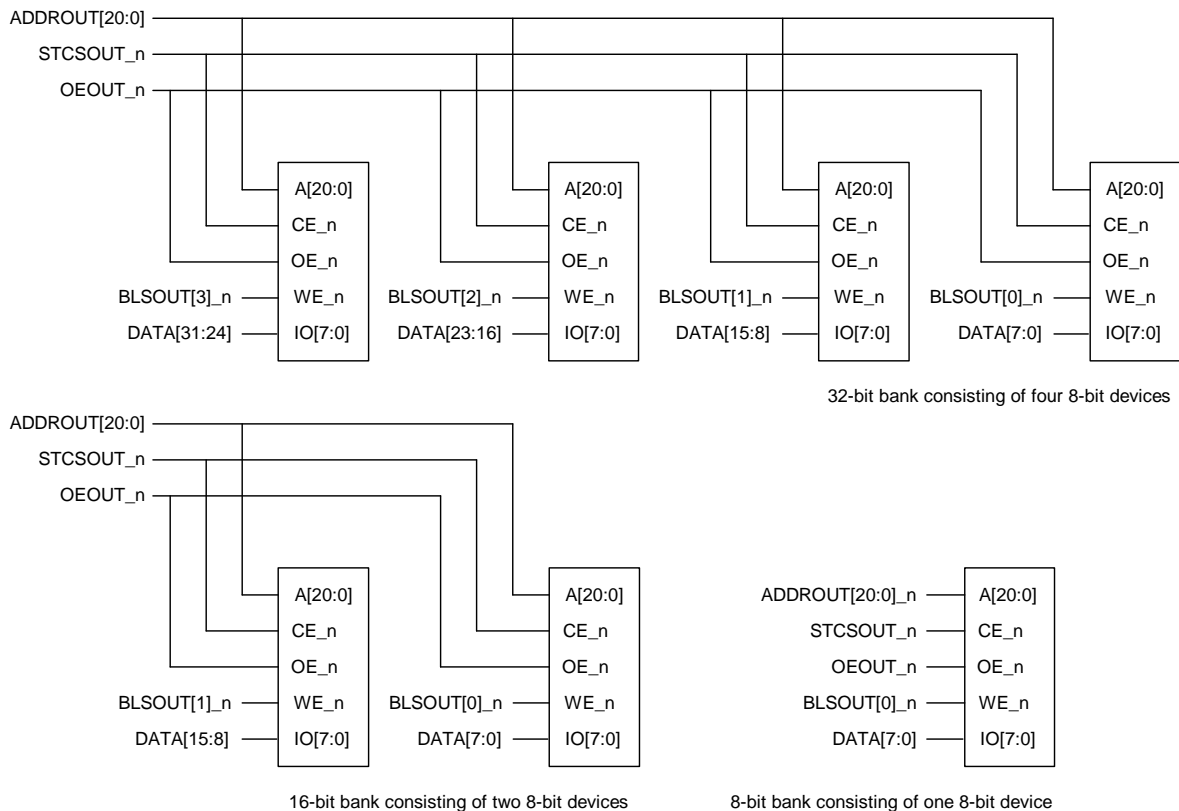 ADDROUT[20:0]
STCSOUT_n
OEOUT_n
A[20:0] A[20:0] A[20:0] A[20:0]
CE_n CE_n CE_n CE_n
OE_n OE_n OE_n OE_n
BLSOUT[3]_n WE_n BLSOUT[2]_n WE_n BLSOUT[1]_n WE_n BLSOUT[0]_n WE_n
DATA[31:24] IO[7:0] DATA[23:16] IO[7:0] DATA[15:8] IO[7:0] DATA[7:0] IO[7:0]
32-bit bank consisting of four 8-bit devices
ADDROUT[20:0]
STCSOUT_n
OEOUT_n
A[20:0] A[20:0] ADDROUT[20:0]_n A[20:0]
CE_n CE_n STCSOUT_n CE_n
OE_n OE_n OEOUT_n OE_n
BLSOUT[1]_n WE_n BLSOUT[0]_n WE_n BLSOUT[0]_n WE_n
DATA[15:8] IO[7:0] DATA[7:0] IO[7:0] DATA[7:0] IO[7:0]
16-bit bank consisting of two 8-bit devices 8-bit bank consisting of one 8-bit device